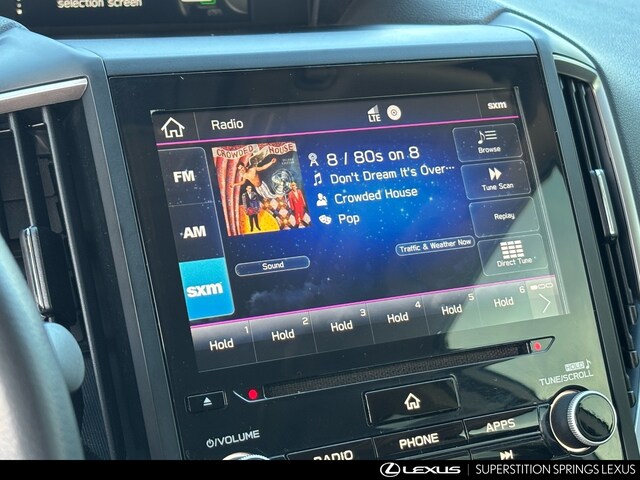 selection screen
Radio
LTE
sxm
FM
CROWDED HOUSE
8 / 80s on 8
Browse
Don't Dream It's Over...
Tune Scan
AM
Crowded House
Pop
Replay
Traffic & Weather Now
Direct Tune
Sound
sxm
Hold 1
Hold 2
Hold 3
Hold 4
Hold 5
Hold 6
HOLD
TUNE/SCROLL
VOLUME
RADIO
PHONE
APPS
LEXUS
SUPERSTITION SPRINGS LEXUS